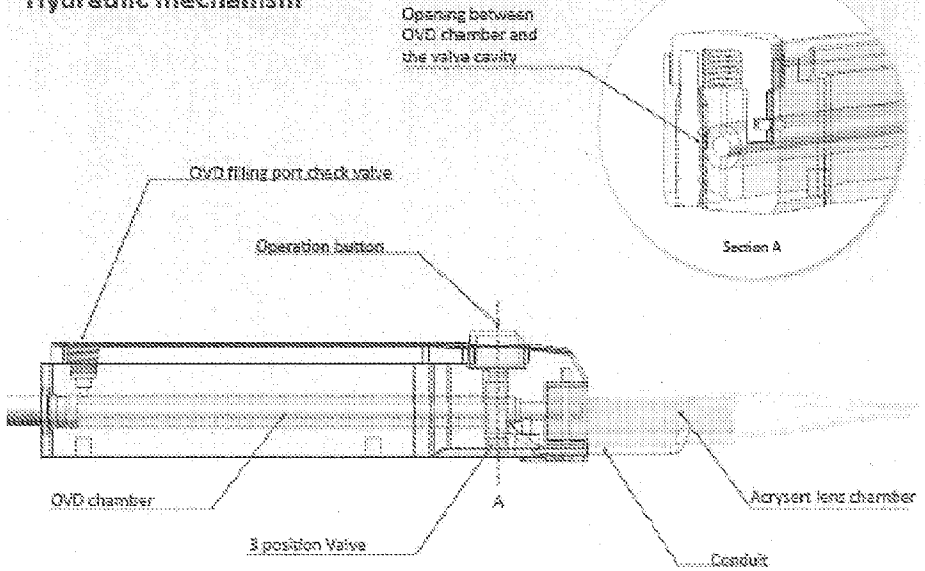 Hydraulic mechanism
Opening between
OVD chamber and
the valve cavity
Section A
OVD filling port check valve
Operation button
OVD chamber
A
Acrysert lens chamber
3 position Valve
Conduit